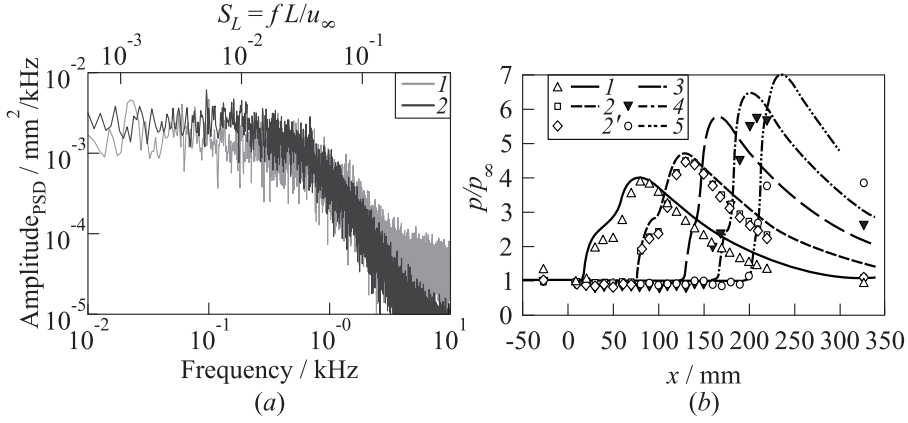 S_L = f L/u_∞
10^-3 10^-2 10^-1
Amplitude_PSD / mm^2/kHz
10^-2
10^-3
10^-4
10^-5
1
2
10^-2 10^-1 10^-0 10^1
Frequency / kHz
(a)
p/p_∞
7
6
5
4
3
2
1
0
1 3
2 4
2′ 5
-50 0 50 100 150 200 250 300 350
x / mm
(b)